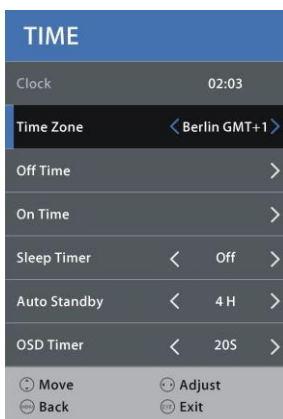 TIME
Clock 02:03
Time Zone Berlin GMT+1
Off Time
On Time
Sleep Timer Off
Auto Standby 4 H
OSD Timer 20S
Move Adjust
Back Exit